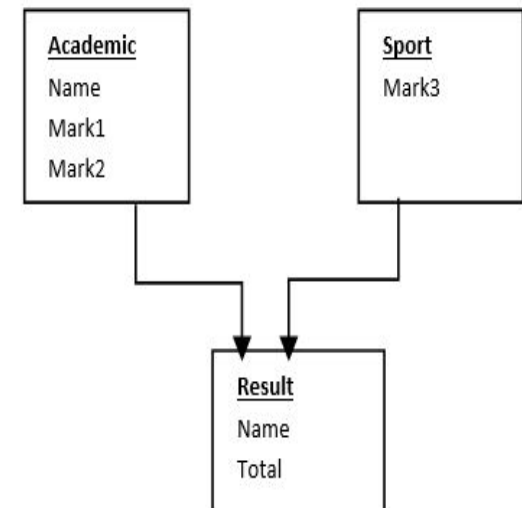 Academic
Name
Mark1
Mark2
Sport
Mark3
Result
Name
Total